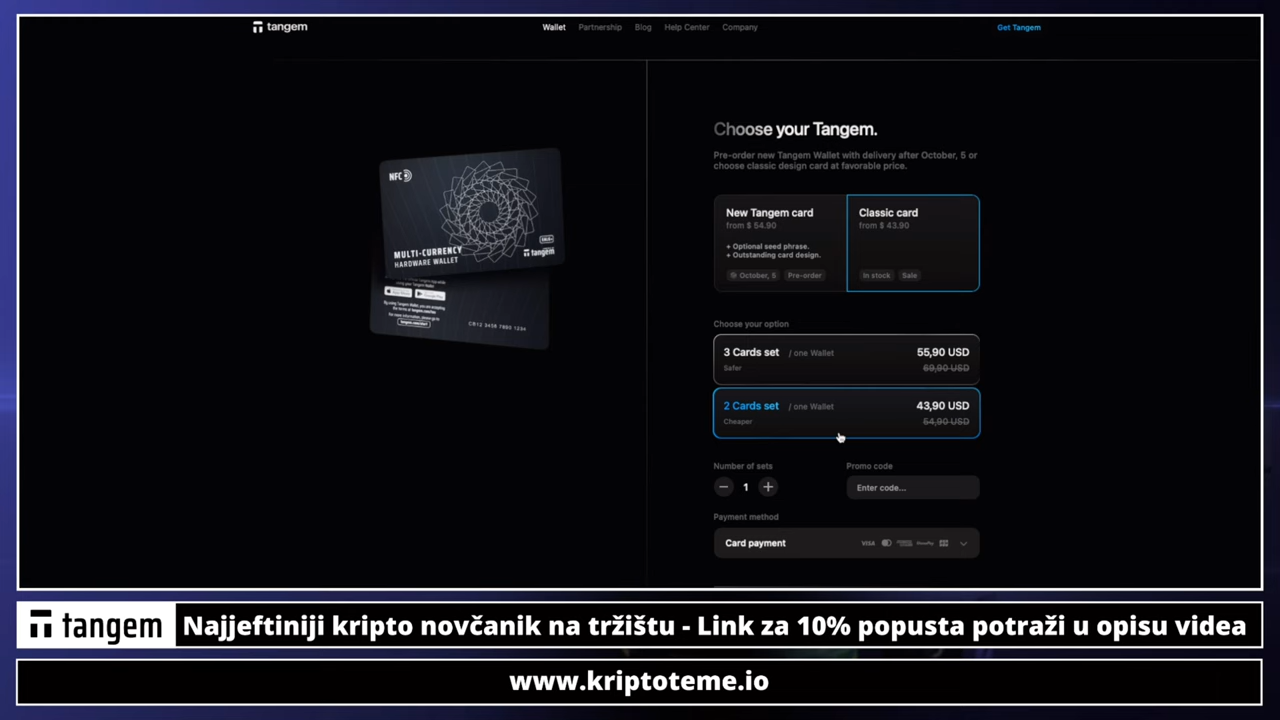 tangem
Wallet Partnership Blog Help Center Company
Get Tangem
NFC
MULTI-CURRENCY
HARDWARE WALLET
tangem
CB12 3456 7890 1234
Choose your Tangem.
Pre-order new Tangem Wallet with delivery after October, 5 or
choose classic design card at favorable price.
New Tangem card
from $ 54.90
+ Optional seed phrase.
+ Outstanding card design.
October, 5 Pre-order
Classic card
from $ 43.90
In stock Sale
Choose your option
3 Cards set / one Wallet 55,90 USD
Safer 69,90 USD
2 Cards set / one Wallet 43,90 USD
Cheaper 54,90 USD
Number of sets
1
Promo code
Enter code...
Payment method
Card payment VISA
tangem
Najjeftiniji kripto novčanik na tržištu - Link za 10% popusta potraži u opisu videa
www.kriptoteme.io